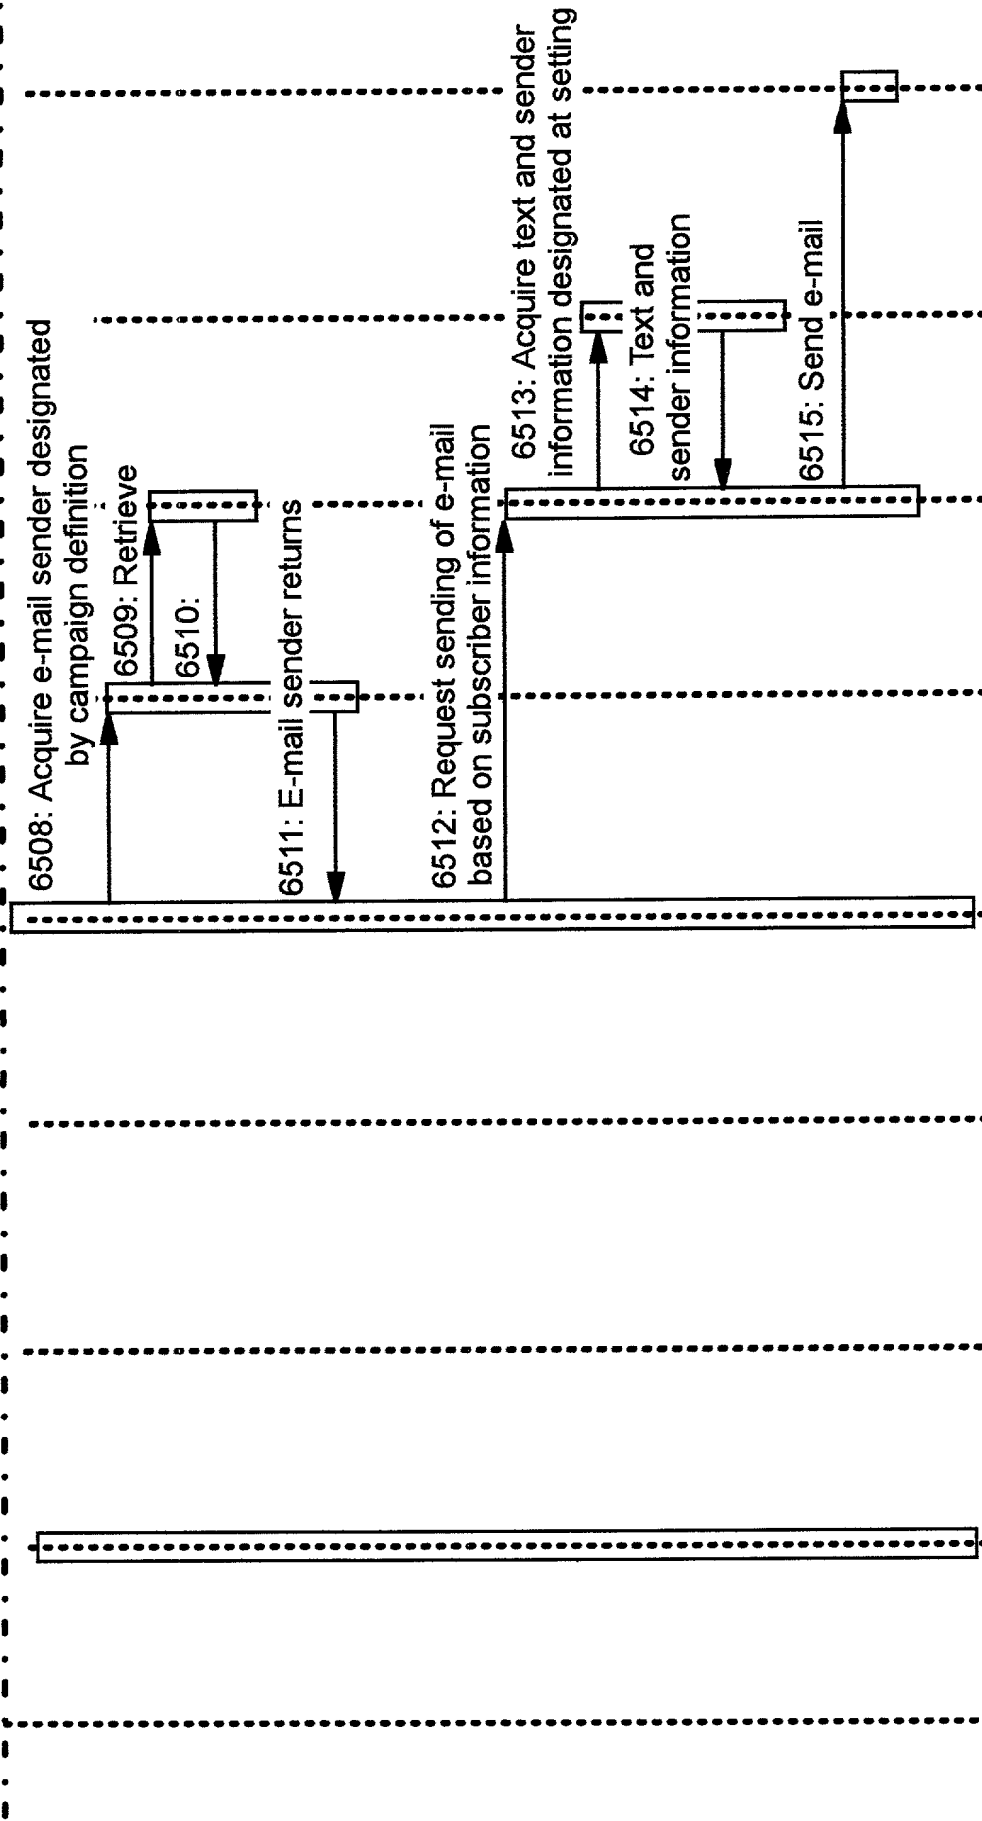 6508: Acquire e-mail sender designated
by campaign definition
6509: Retrieve
6510:
6511: E-mail sender returns
6512: Request sending of e-mail
based on subscriber information
6513: Acquire text and sender
information designated at setting
6514: Text and
sender information
6515: Send e-mail